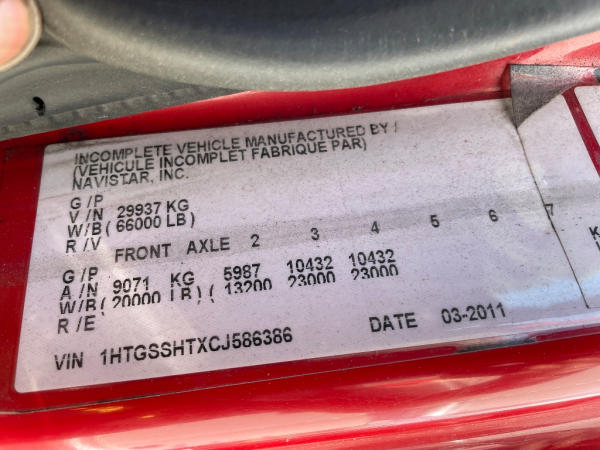 INCOMPLETE VEHICLE MANUFACTURED BY /
(VEHICULE INCOMPLET FABRIQUE PAR)
NAVISTAR, INC.
G / P
V / N 29937 KG
W/B ( 66000 LB)
R / V
FRONT AXLE 2 3 4 5 6 7
G / P
A / N 9071 KG 5987 10432 10432
W/B ( 20000 LB) ( 13200 23000 23000
R / E
VIN 1HTGSSHTXCJ586386 DATE 03-2011